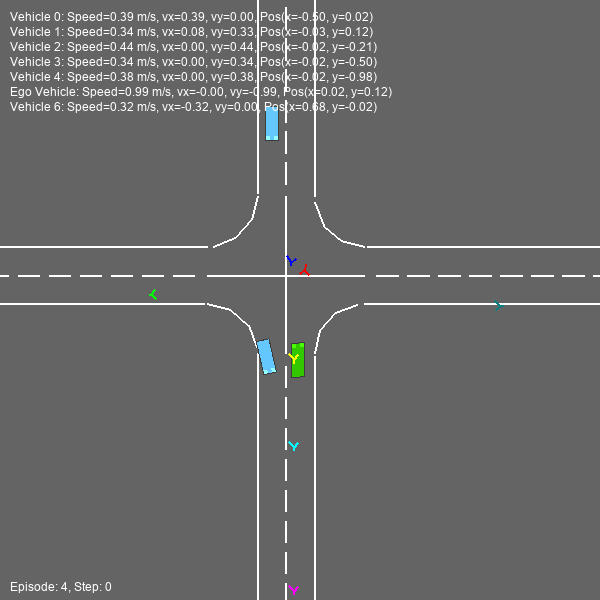 Vehicle 0: Speed=0.39 m/s, vx=0.39, vy=0.00, Pos(x=-0.50, y=0.02)
Vehicle 1: Speed=0.34 m/s, vx=0.08, vy=0.33, Pos(x=-0.03, y=0.12)
Vehicle 2: Speed=0.44 m/s, vx=0.00, vy=0.44, Pos(x=-0.02, y=-0.21)
Vehicle 3: Speed=0.34 m/s, vx=0.00, vy=0.34, Pos(x=-0.02, y=-0.50)
Vehicle 4: Speed=0.38 m/s, vx=0.00, vy=0.38, Pos(x=-0.02, y=-0.98)
Ego Vehicle: Speed=0.99 m/s, vx=-0.00, vy=-0.99, Pos(x=0.02, y=0.12)
Vehicle 6: Speed=0.32 m/s, vx=-0.32, vy=0.00, Pos(x=0.68, y=-0.02)
Episode: 4, Step: 0